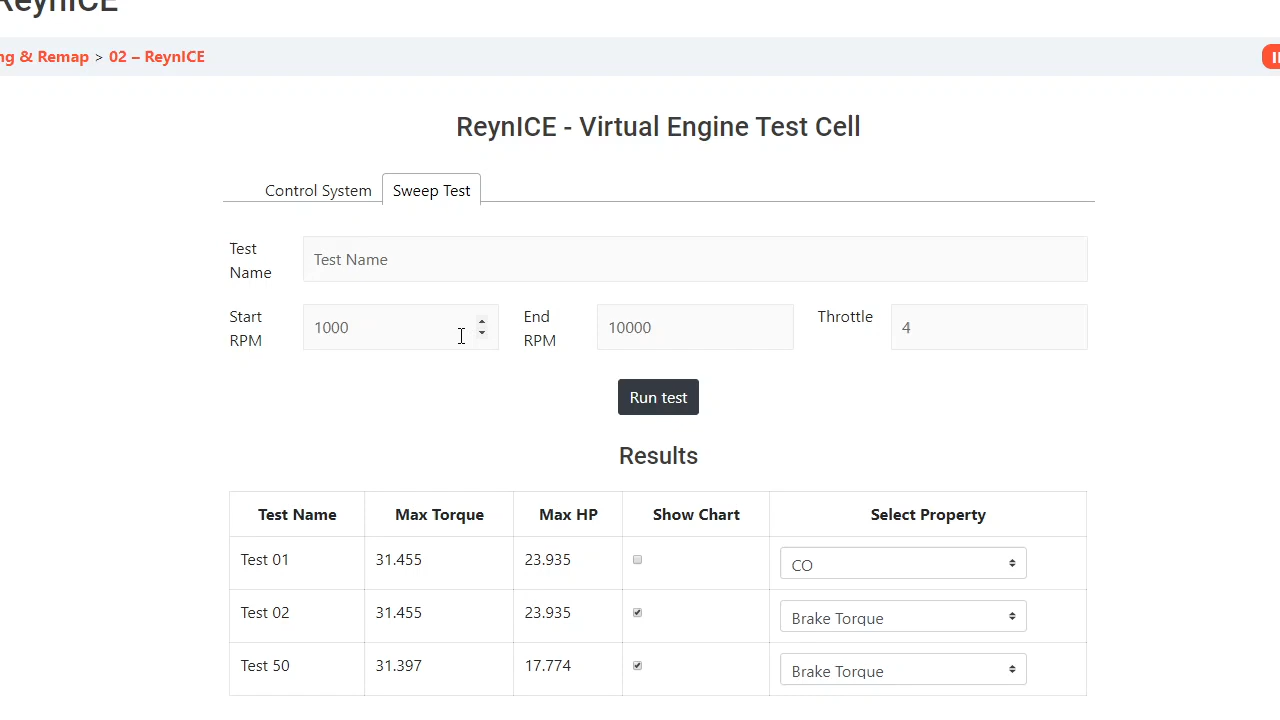 ReynICE
ng & Remap > 02 – ReynICE
ReynICE - Virtual Engine Test Cell
Control System Sweep Test
Test Name Test Name
Start RPM 1000 End RPM 10000 Throttle 4
Run test
Results
Test Name Max Torque Max HP Show Chart Select Property
Test 01 31.455 23.935 CO
Test 02 31.455 23.935 Brake Torque
Test 50 31.397 17.774 Brake Torque